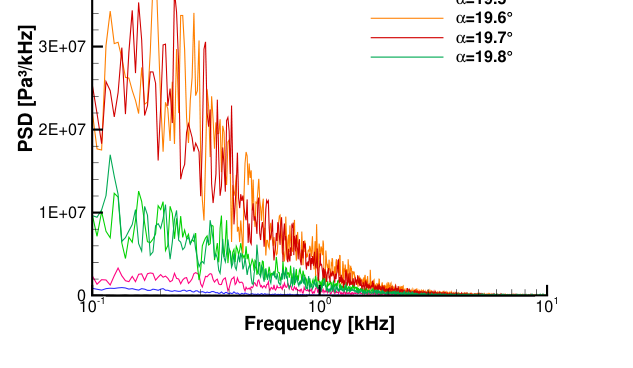 α=19.6°
α=19.7°
α=19.8°
PSD [Pa³/kHz]
3E+07
2E+07
1E+07
0
10⁻¹
10⁰
10¹
Frequency [kHz]